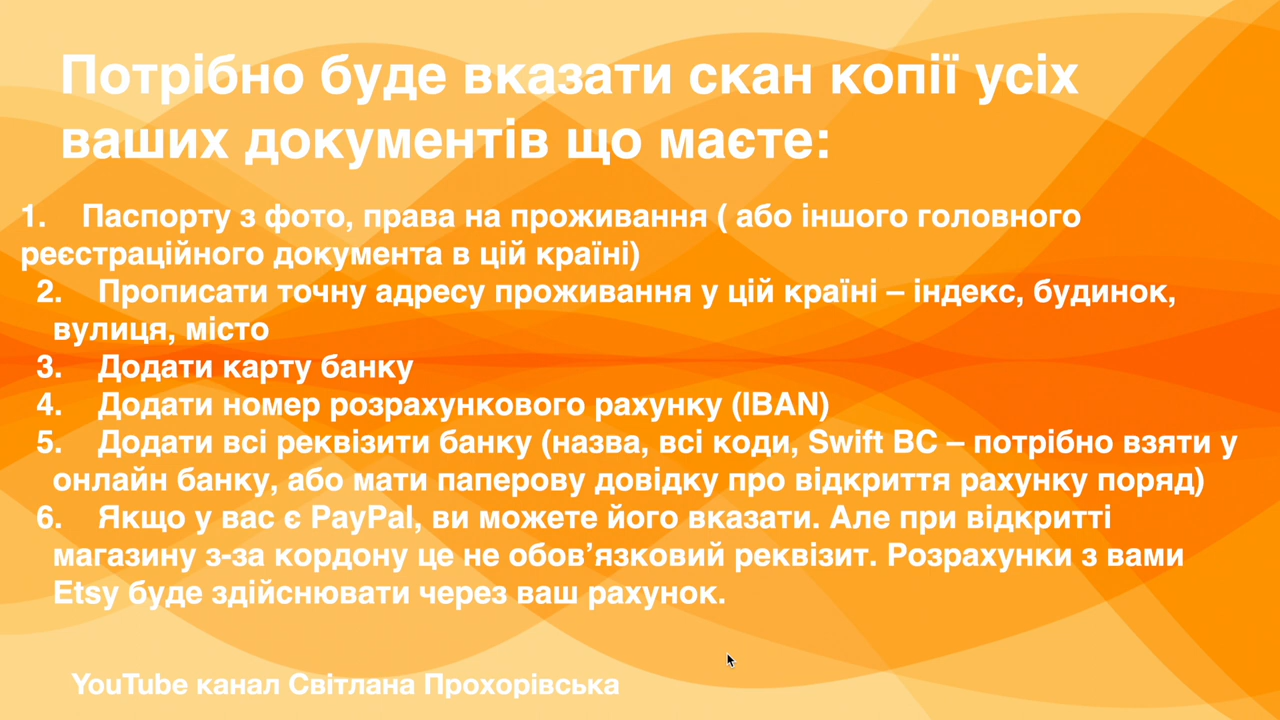 Потрібно буде вказати скан копії усіх
ваших документів що маєте:
1. Паспорту з фото, права на проживання ( або іншого головного
реєстраційного документа в цій країні)
2. Прописати точну адресу проживання у цій країні – індекс, будинок,
вулиця, місто
3. Додати карту банку
4. Додати номер розрахункового рахунку (IBAN)
5. Додати всі реквізити банку (назва, всі коди, Swift BC – потрібно взяти у
онлайн банку, або мати паперову довідку про відкриття рахунку поряд)
6. Якщо у вас є PayPal, ви можете його вказати. Але при відкритті
магазину з-за кордону це не обов’язковий реквізит. Розрахунки з вами
Etsy буде здійснювати через ваш рахунок.
YouTube канал Світлана Прохорівська